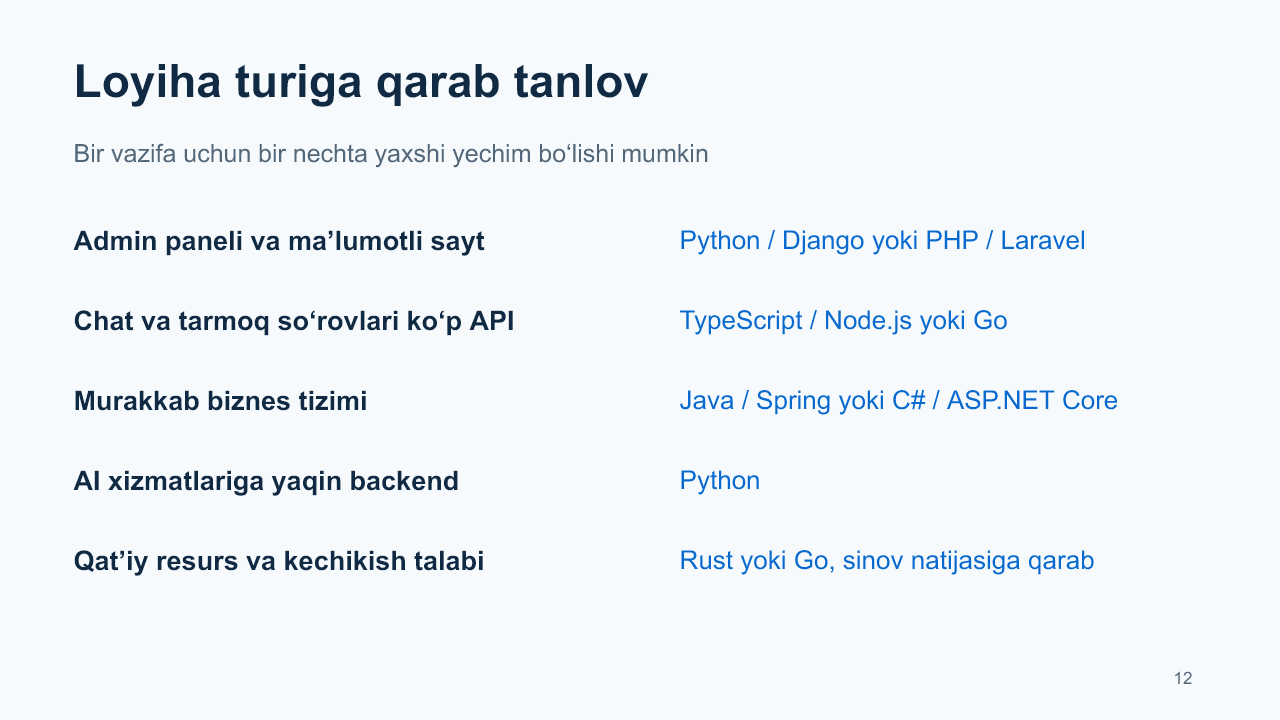 Loyiha turiga qarab tanlov
Bir vazifa uchun bir nechta yaxshi yechim bo‘lishi mumkin
Admin paneli va ma’lumotli sayt
Python / Django yoki PHP / Laravel
Chat va tarmoq so‘rovlari ko‘p API
TypeScript / Node.js yoki Go
Murakkab biznes tizimi
Java / Spring yoki C# / ASP.NET Core
AI xizmatlariga yaqin backend
Python
Qat’iy resurs va kechikish talabi
Rust yoki Go, sinov natijasiga qarab
12